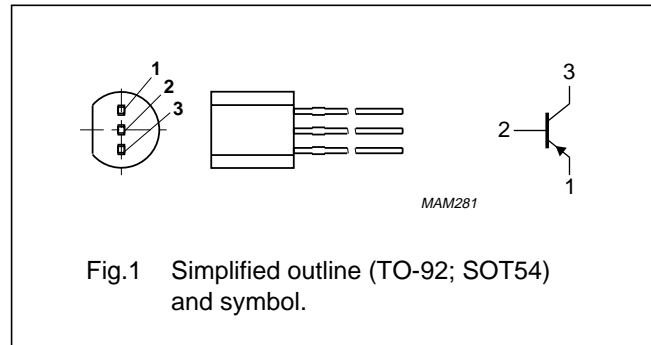 1
2
3
3
2
1
MAM281
Fig.1 Simplified outline (TO-92; SOT54)
and symbol.